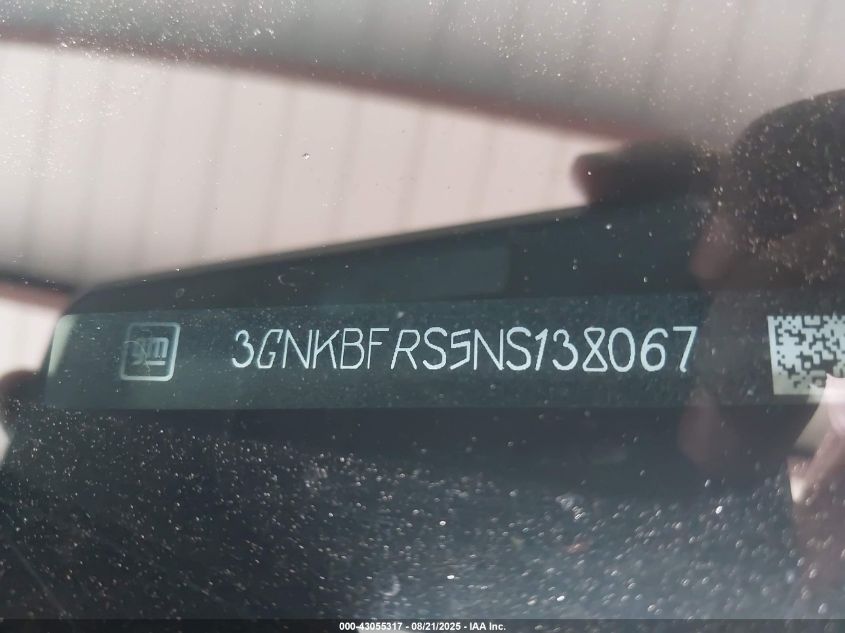 gm 3GNKBFRS5NS138067
000-43055317 - 08/21/2025 - IAA Inc.